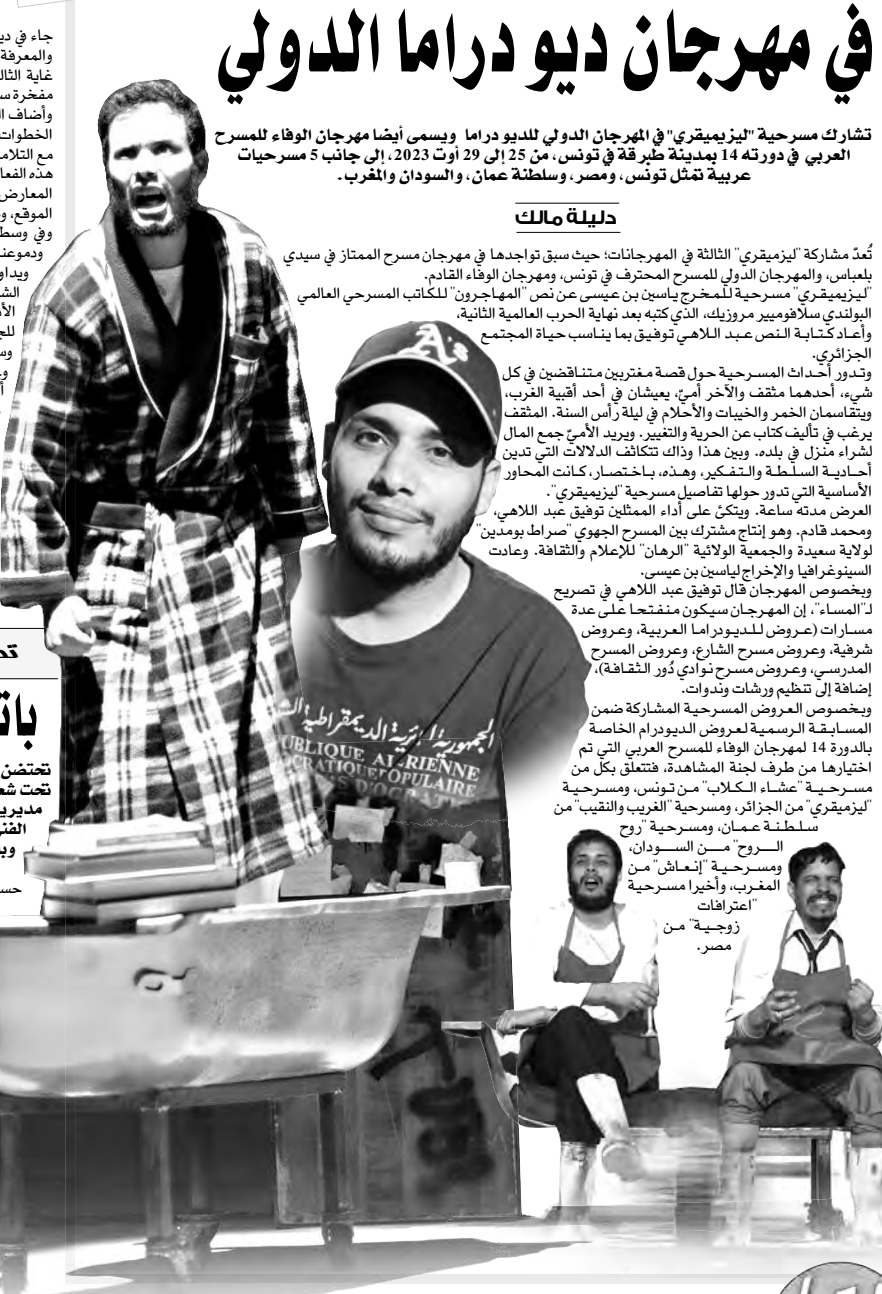 في مهرجان ديو دراما الدولي
تشارك مسرحية "ليزيميقري" في المهرجان الدولي للديو دراما ويسمى أيضا مهرجان الوفاء للمسرح
العربي في دورته 14 بمدينة طبرقة في تونس، من 25 إلى 29 أوت 2023، إلى جانب 5 مسرحيات
عربية تمثل تونس، ومصر، وسلطنة عمان، والسودان والمغرب.
دليلة مالك
تُعدّ مشاركة "ليزميقري" الثالثة في المهرجانات؛ حيث سبق تواجدها في مهرجان مسرح الممتاز في سيدي
بلعباس، والمهرجان الدولي للمسرح المحترف في تونس، ومهرجان الوفاء القادم.
"ليزيميقري" مسرحية للمخرج ياسين بن عيسى عن نص "المهاجرون" للكاتب المسرحي العالمي
البولندي سلافوميير مروزيك، الذي كتبه بعد نهاية الحرب العالمية الثانية،
وأعاد كتابة النص عبد اللاهي توفيق بما يناسب حياة المجتمع
الجزائري.
وتدور أحداث المسرحية حول قصة مغتربين متناقضين في كل
شيء، أحدهما مثقف والآخر أميّ، يعيشان في أحد أقبية الغرب،
ويتقاسمان الخمر والخيبات والأحلام في ليلة رأس السنة. المثقف
يرغب في تأليف كتاب عن الحرية والتغيير. ويريد الأميّ جمع المال
لشراء منزل في بلده. وبين هذا وذاك تتكاثف الدلالات التي تدين
أحادية السلطة والتفكير، وهذه، باختصار، كانت المحاور
الأساسية التي تدور حولها تفاصيل مسرحية "ليزيميقري".
العرض مدته ساعة. ويتكئ على أداء الممثلين توفيق عبد اللاهي،
ومحمد قادم. وهو إنتاج مشترك بين المسرح الجهوي "صراط بومدين"
لولاية سعيدة والجمعية الولائية "الرهان" للإعلام والثقافة. وعادت
السينوغرافيا والإخراج لياسين بن عيسى.
وبخصوص المهرجان قال توفيق عبد اللاهي في تصريح
لـ"المساء"، إن المهرجان سيكون منفتحا على عدة
مسارات (عروض للديودراما العربية، وعروض
شرفية، وعروض مسرح الشارع، وعروض المسرح
المدرسي، وعروض مسرح نوادي دُور الثقافة)،
إضافة إلى تنظيم ورشات وندوات.
وبخصوص العروض المسرحية المشاركة ضمن
المسابقة الرسمية لعروض الديودرام الخاصة
بالدورة 14 لمهرجان الوفاء للمسرح العربي التي تم
اختيارها من طرف لجنة المشاهدة، فتتعلق بكل من
مسرحية "عشاء الكلاب" من تونس، ومسرحية
"ليزميقري" من الجزائر، ومسرحية "الغريب والنقيب" من
سلطنة عمان، ومسرحية "روح
الروح" من السودان،
ومسرحية "إنعاش" من
المغرب، وأخيرا مسرحية
"اعترافات
زوجية" من
مصر.
A's
الديمقراطية
POPULAIRE
والمعرفة
مفخرة
الخطوات
هذه
المعارض
الموقع،
وفي
تحتضن
تحت